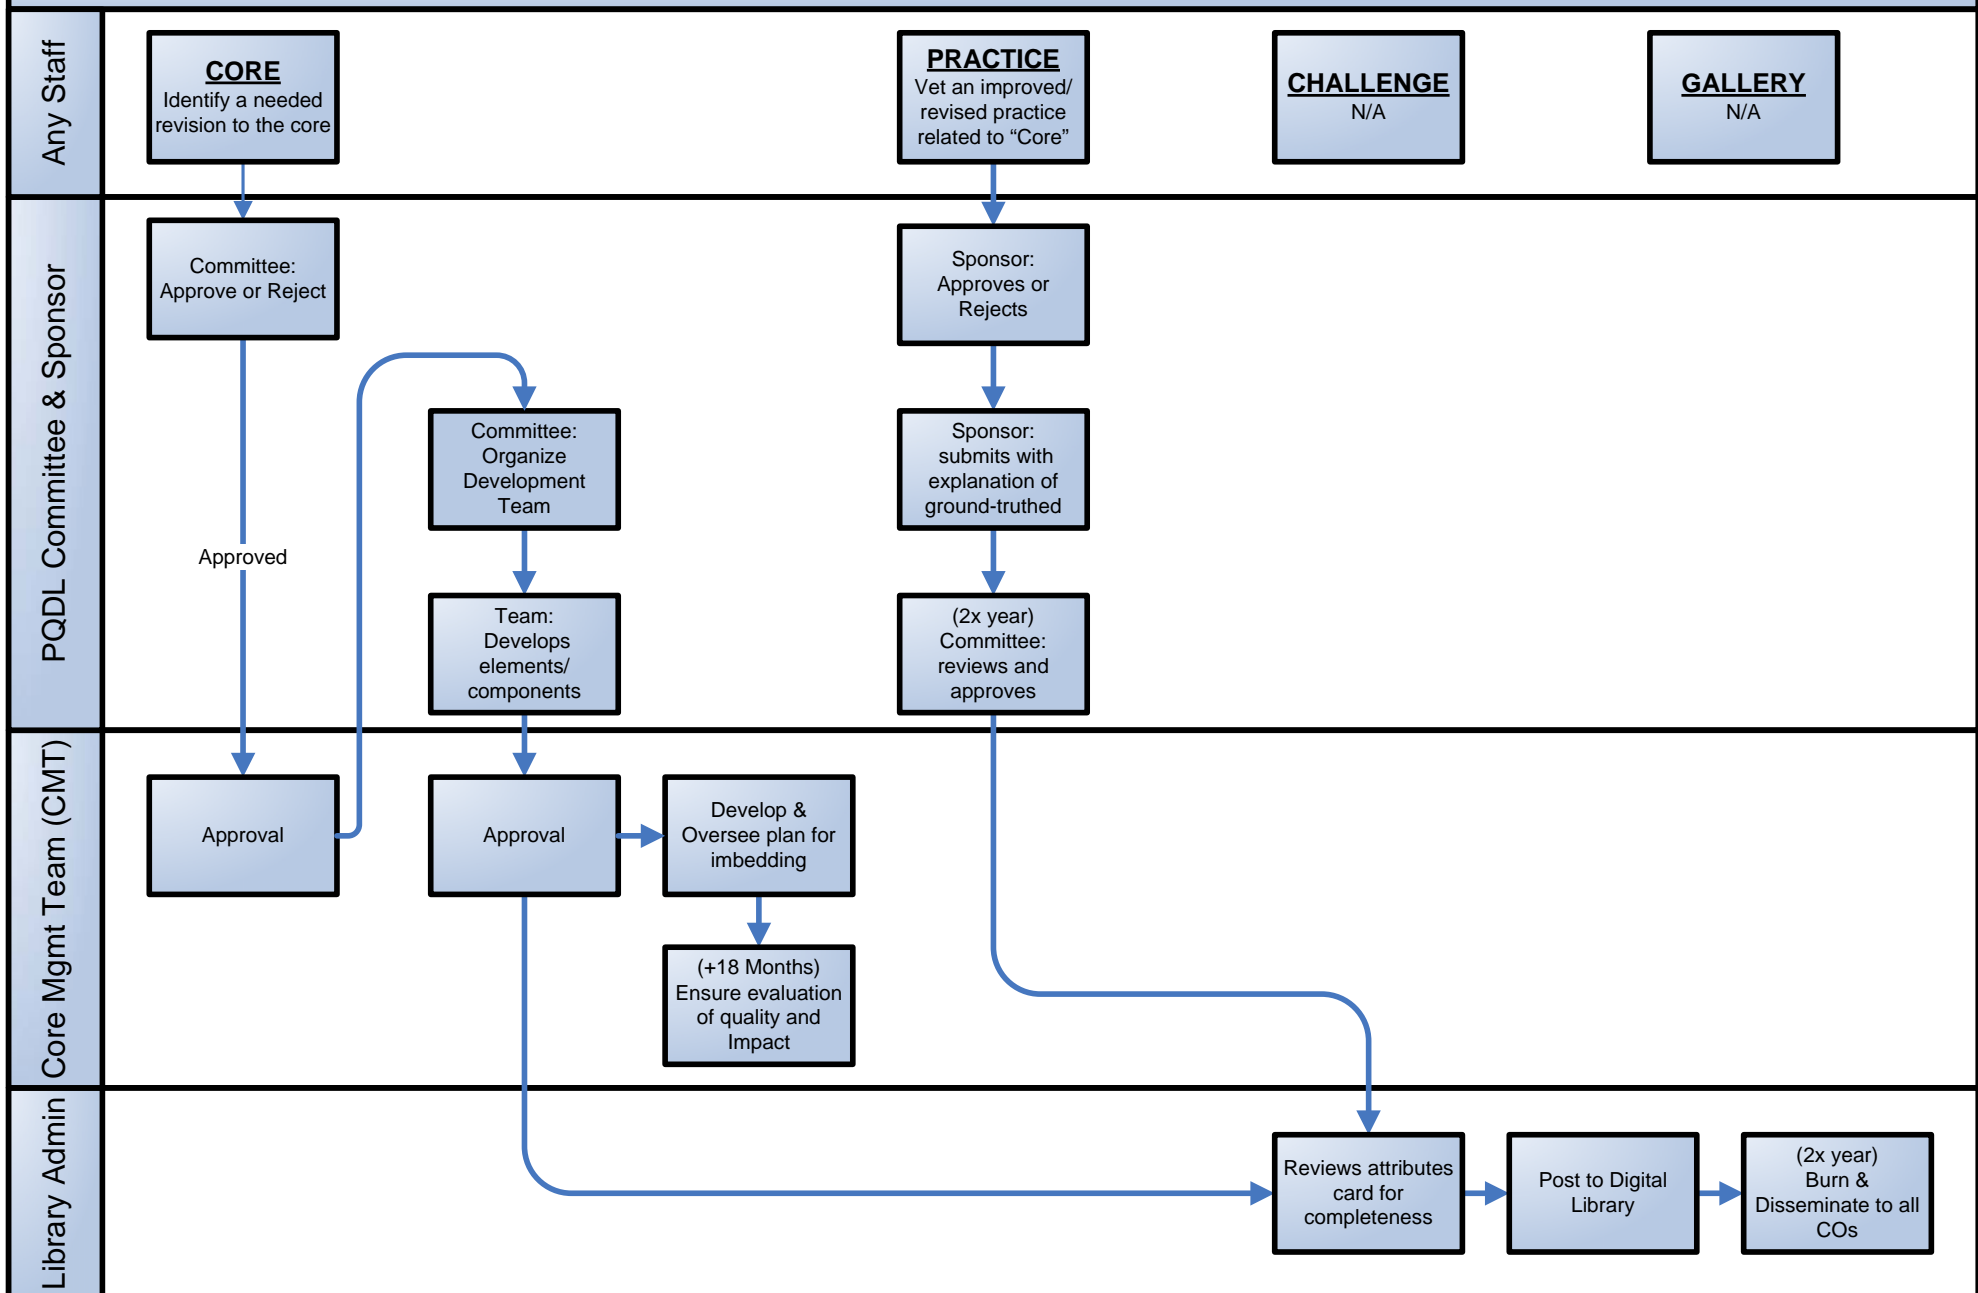 Any Staff
CORE
Identify a needed
revision to the core
PRACTICE
Vet an improved/
revised practice
related to “Core”
CHALLENGE
N/A
GALLERY
N/A
PQDL Committee & Sponsor
Committee:
Approve or Reject
Approved
Committee:
Organize
Development
Team
Team:
Develops
elements/
components
Sponsor:
Approves or
Rejects
Sponsor:
submits with
explanation of
ground-truthed
(2x year)
Committee:
reviews and
approves
Core Mgmt Team (CMT)
Approval
Approval
Develop &
Oversee plan for
imbedding
(+18 Months)
Ensure evaluation
of quality and
Impact
Library Admin
Reviews attributes
card for
completeness
Post to Digital
Library
(2x year)
Burn &
Disseminate to all
COs